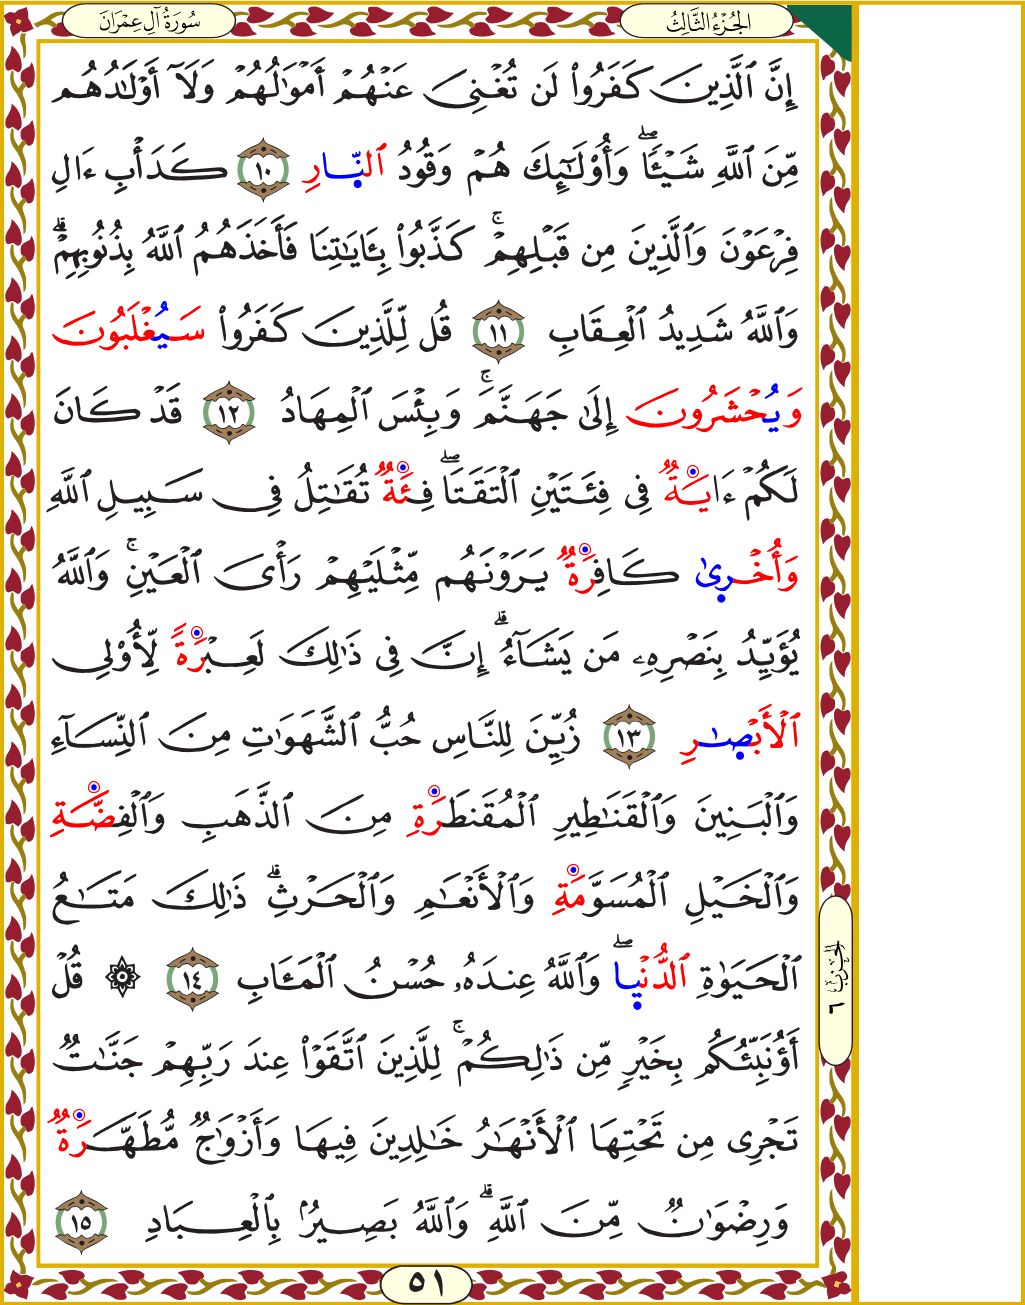 سُورَةُ آلِ عِمْرَانَ
الجُزْءُ الثَّالِثُ
إِنَّ ٱلَّذِينَ كَفَرُواْ لَن تُغْنِىَ عَنْهُمْ أَمْوَٰلُهُمْ وَلَآ أَوْلَٰدُهُم
مِّنَ ٱللَّهِ شَيْـًٔاۖ وَأُوْلَٰٓئِكَ هُمْ وَقُودُ ٱلنِّارِ ١٠ كَدَأْبِ ءَالِ
فِرْعَوْنَ وَٱلَّذِينَ مِن قَبْلِهِمْۚ كَذَّبُواْ بِـَٔايَٰتِنَا فَأَخَذَهُمُ ٱللَّهُ بِذُنُوبِهِمْۗ
وَٱللَّهُ شَدِيدُ ٱلْعِقَابِ ١١ قُل لِّلَّذِينَ كَفَرُواْ سَيُغْلَبُونَ
وَيُحْشَرُونَ إِلَىٰ جَهَنَّمَۚ وَبِئْسَ ٱلْمِهَادُ ١٢ قَدْ كَانَ
لَكُمْ ءَايَةٌ فِى فِئَتَيْنِ ٱلْتَقَتَاۖ فِئَةٌ تُقَٰتِلُ فِى سَبِيلِ ٱللَّهِ
وَأُخْرِىٰ كَافِرَةٌ يَرَوْنَهُم مِّثْلَيْهِمْ رَأْىَ ٱلْعَيْنِۚ وَٱللَّهُ
يُؤَيِّدُ بِنَصْرِهِۦ مَن يَشَآءُۗ إِنَّ فِى ذَٰلِكَ لَعِبْرَةً لِّأُوْلِى
ٱلْأَبْصِٰرِ ١٣ زُيِّنَ لِلنَّاسِ حُبُّ ٱلشَّهَوَٰتِ مِنَ ٱلنِّسَآءِ
وَٱلْبَنِينَ وَٱلْقَنَٰطِيرِ ٱلْمُقَنطَرَةِ مِنَ ٱلذَّهَبِ وَٱلْفِضَّةِ
وَٱلْخَيْلِ ٱلْمُسَوَّمَةِ وَٱلْأَنْعَٰمِ وَٱلْحَرْثِۗ ذَٰلِكَ مَتَٰعُ
ٱلْحَيَوٰةِ ٱلدُّنْيِاۖ وَٱللَّهُ عِندَهُۥ حُسْنُ ٱلْمَـَٔابِ ١٤ ۞ قُلْ
أَؤُنَبِّئُكُم بِخَيْرٍ مِّن ذَٰلِكُمْۚ لِلَّذِينَ ٱتَّقَوْاْ عِندَ رَبِّهِمْ جَنَّٰتٌ
تَجْرِى مِن تَحْتِهَا ٱلْأَنْهَٰرُ خَٰلِدِينَ فِيهَا وَأَزْوَٰجٌ مُّطَهَّرَةٌ
وَرِضْوَٰنٌ مِّنَ ٱللَّهِۗ وَٱللَّهُ بَصِيرٌۢ بِٱلْعِبَادِ ١٥
الحِزْبُ ٦
٥١